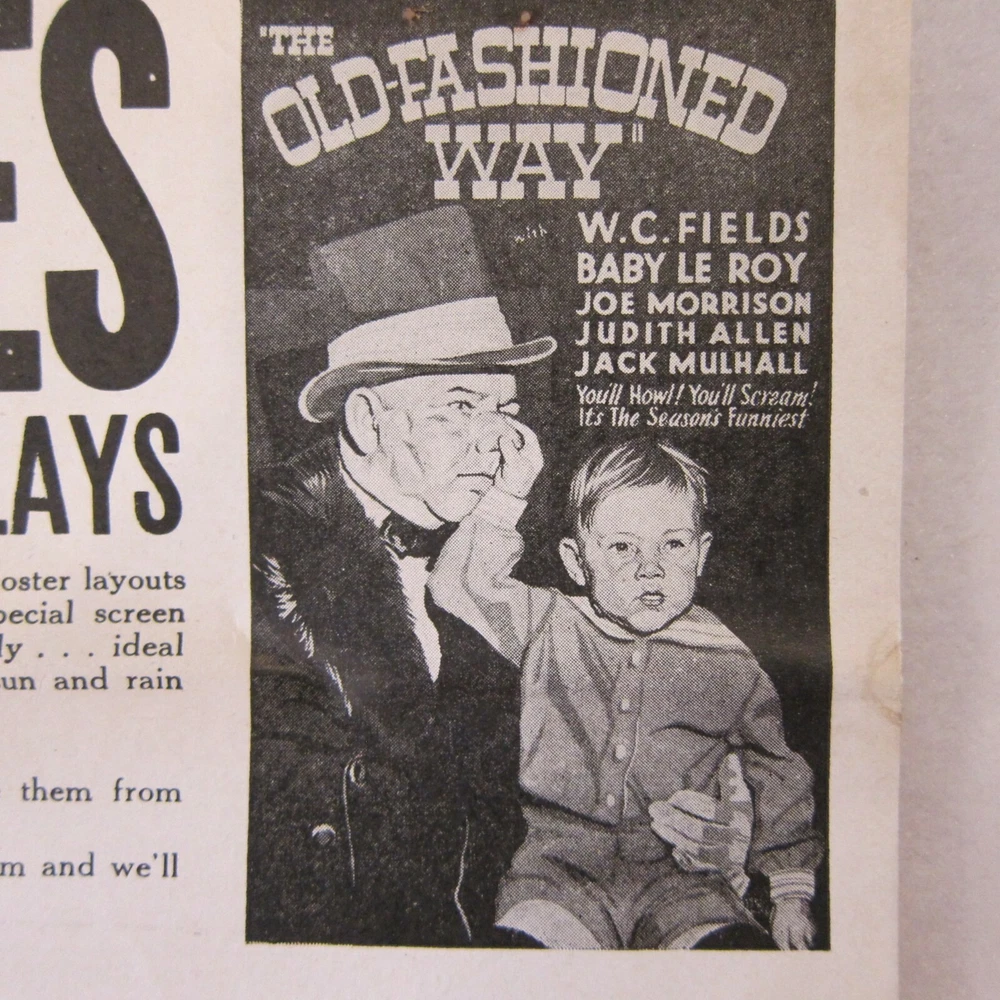 ES
LAYS
oster layouts
pecial screen
ly . . . ideal
un and rain
them from
m and we'll
"THE
OLD-FASHIONED
WAY"
with
W.C. FIELDS
BABY LE ROY
JOE MORRISON
JUDITH ALLEN
JACK MULHALL
You'll Howl! You'll Scream!
It's The Season's Funniest